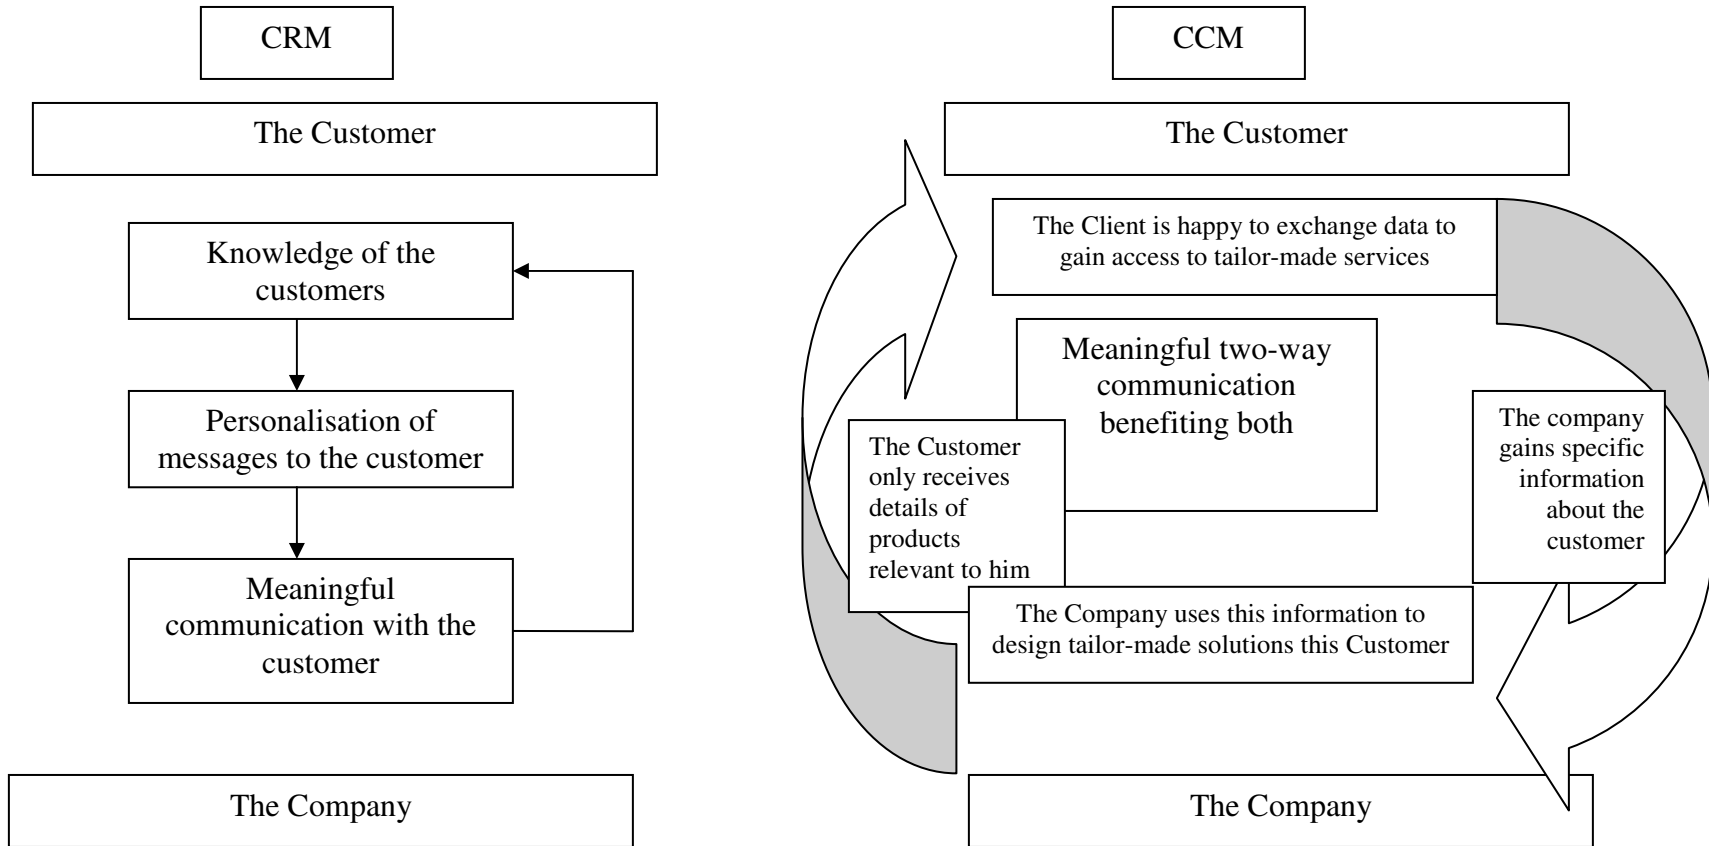 CRM
The Customer
Knowledge of the
customers
Personalisation of
messages to the customer
Meaningful
communication with the
customer
The Company
CCM
The Customer
The Client is happy to exchange data to
gain access to tailor-made services
Meaningful two-way
communication
benefiting both
The company
gains specific
information
about the
customer
The Customer
only receives
details of
products
relevant to him
The Company uses this information to
design tailor-made solutions this Customer
The Company